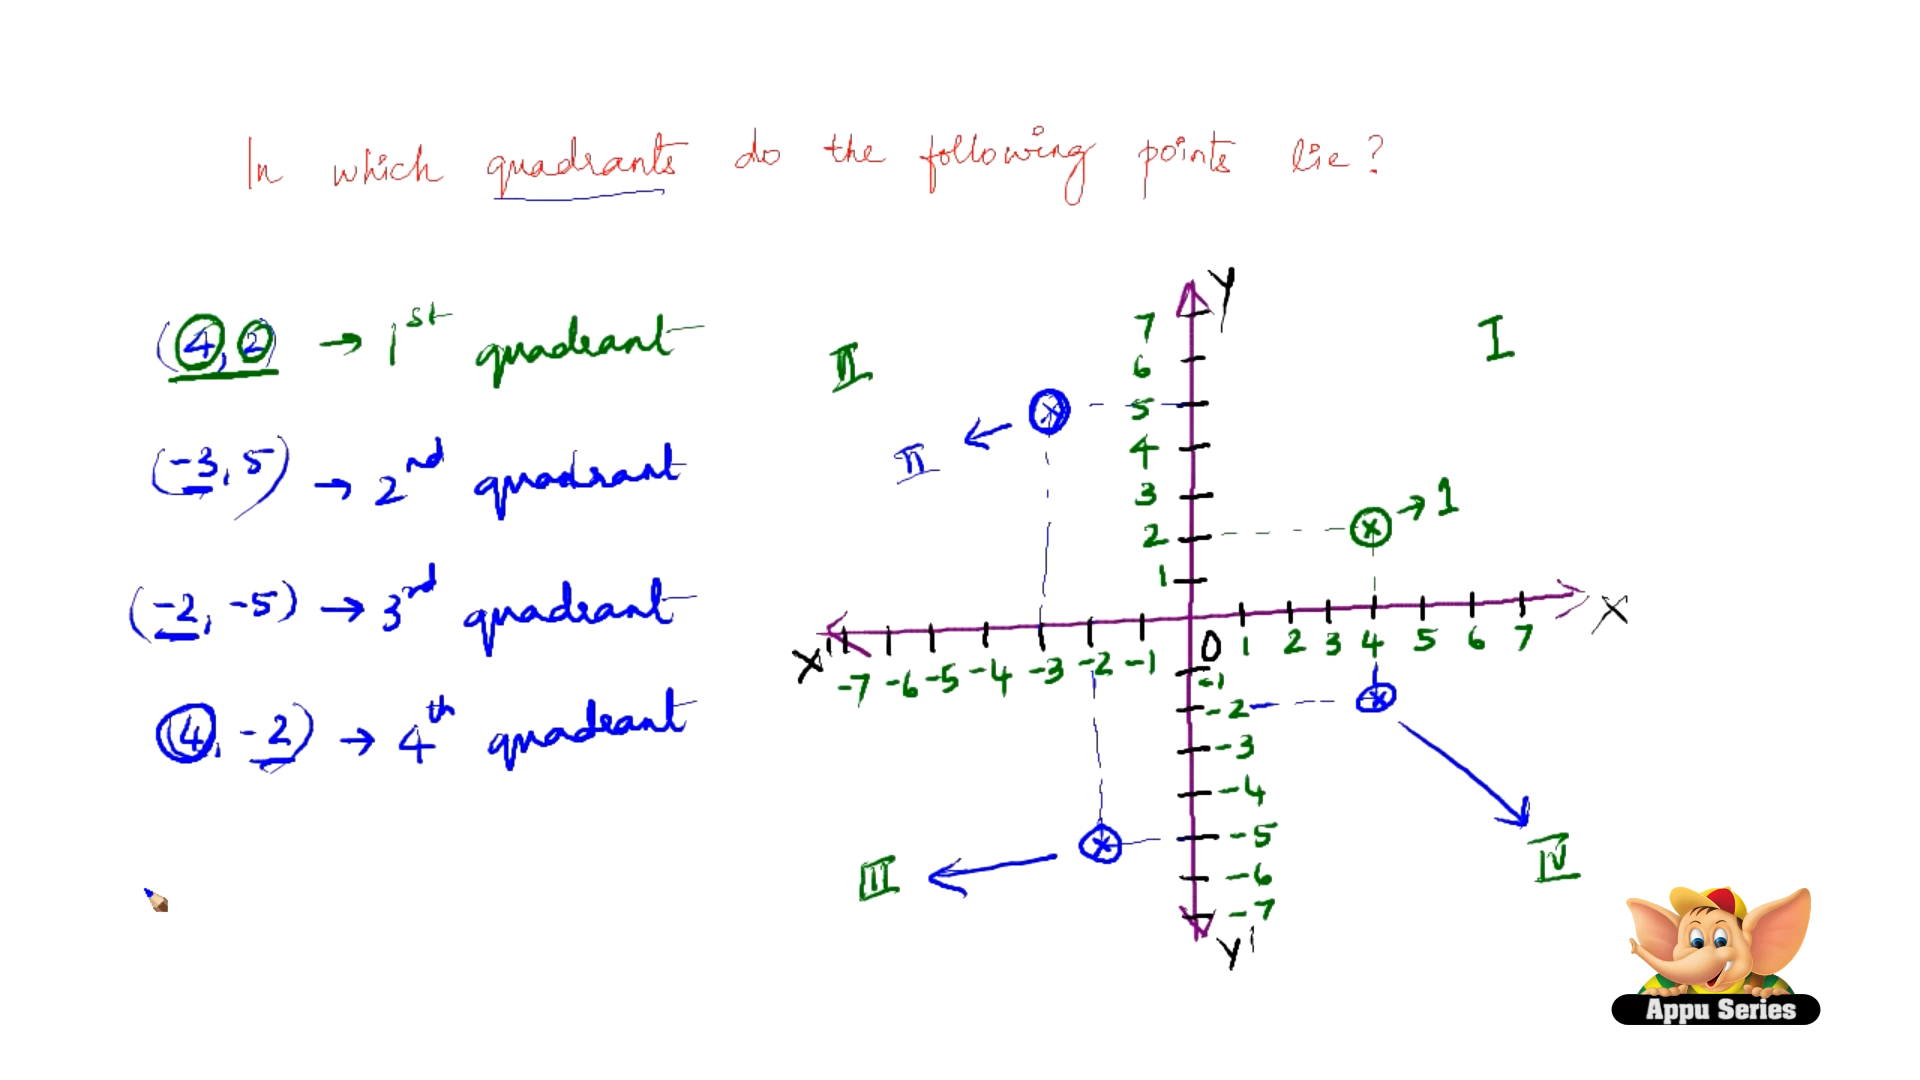 In which quadrants do the following points lie?
(4, 2) → 1st quadrant
(-3, 5) → 2nd quadrant
(-2, -5) → 3rd quadrant
(4, -2) → 4th quadrant
Y
7
6
5
4
3
2
1
II
I
II
→ I
X' -7 -6 -5 -4 -3 -2 -1 0 1 2 3 4 5 6 7 X
-1
-2
-3
-4
-5
-6
-7
Y'
III
IV
Appu Series